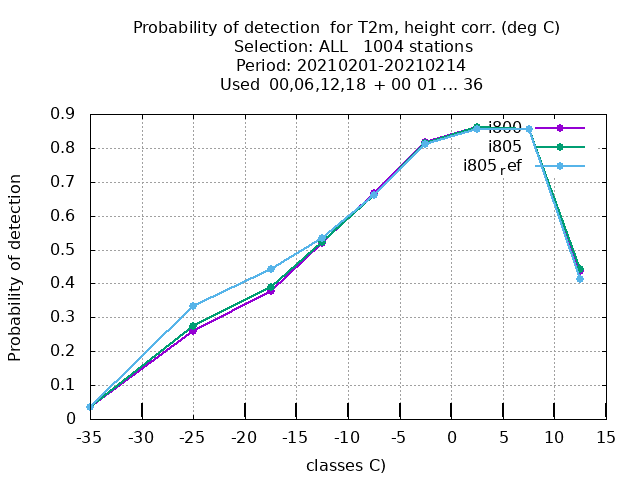 Probability of detection for T2m, height corr. (deg C)
Selection: ALL 1004 stations
Period: 20210201-20210214
Used 00,06,12,18 + 00 01 ... 36
0.9
0.8
0.7
0.6
0.5
0.4
0.3
0.2
0.1
0
Probability of detection
i800
i805
i805 ref
-35 -30 -25 -20 -15 -10 -5 0 5 10 15
classes C)